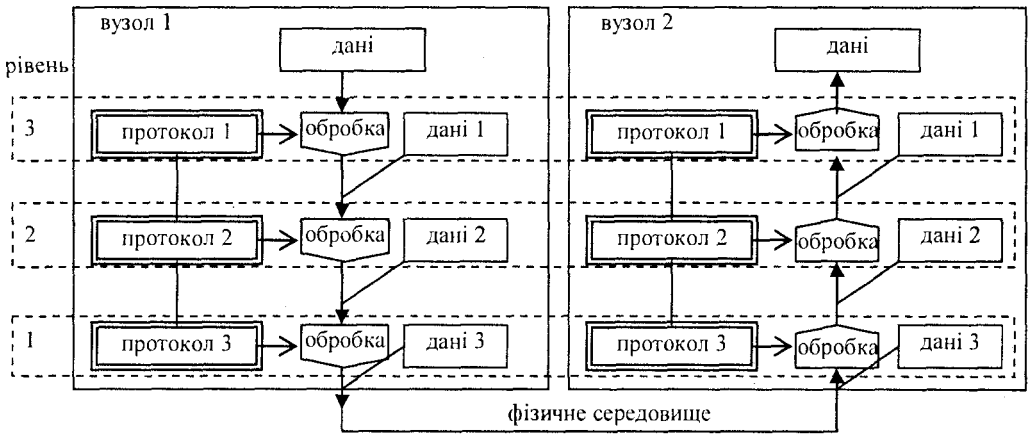 вузол 1
вузол 2
дані
дані
рівень
3
протокол 1
обробка
дані 1
протокол 1
обробка
дані 1
2
протокол 2
обробка
дані 2
протокол 2
обробка
дані 2
1
протокол 3
обробка
дані 3
протокол 3
обробка
дані 3
фізичне середовище